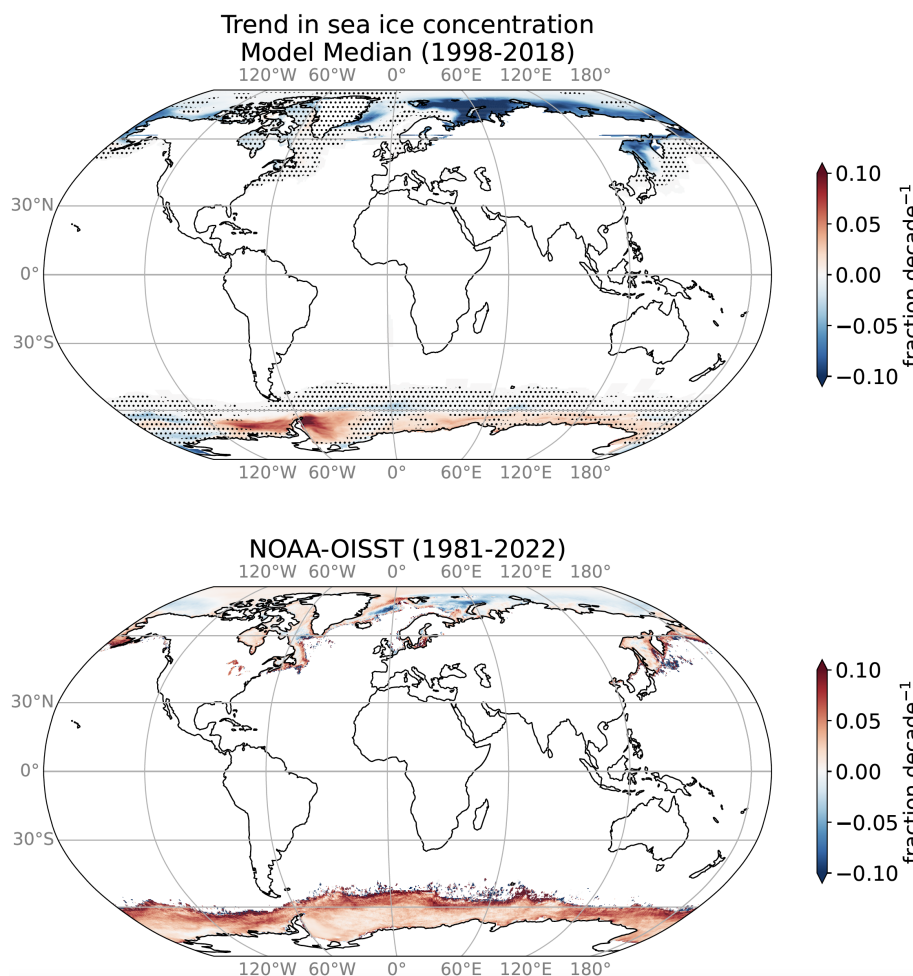 Trend in sea ice concentration
Model Median (1998-2018)
120°W 60°W 0° 60°E 120°E 180°
30°N
0°
30°S
120°W 60°W 0° 60°E 120°E 180°
0.10
0.05
0.00
−0.05
−0.10
fraction decade⁻¹
NOAA-OISST (1981-2022)
120°W 60°W 0° 60°E 120°E 180°
30°N
0°
30°S
120°W 60°W 0° 60°E 120°E 180°
0.10
0.05
0.00
−0.05
−0.10
fraction decade⁻¹